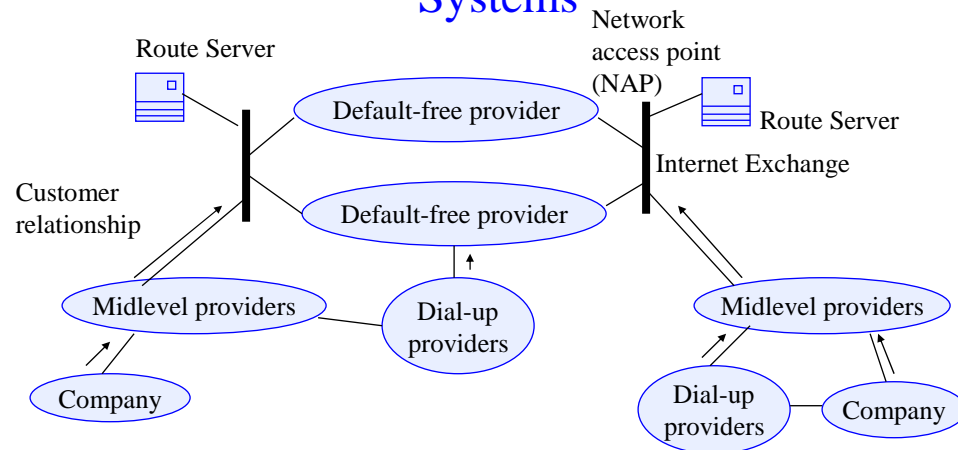 Systems
Network
access point
(NAP)
Route Server
Default-free provider
Route Server
Internet Exchange
Customer
relationship
Default-free provider
Midlevel providers
Dial-up
providers
Midlevel providers
Company
Dial-up
providers
Company